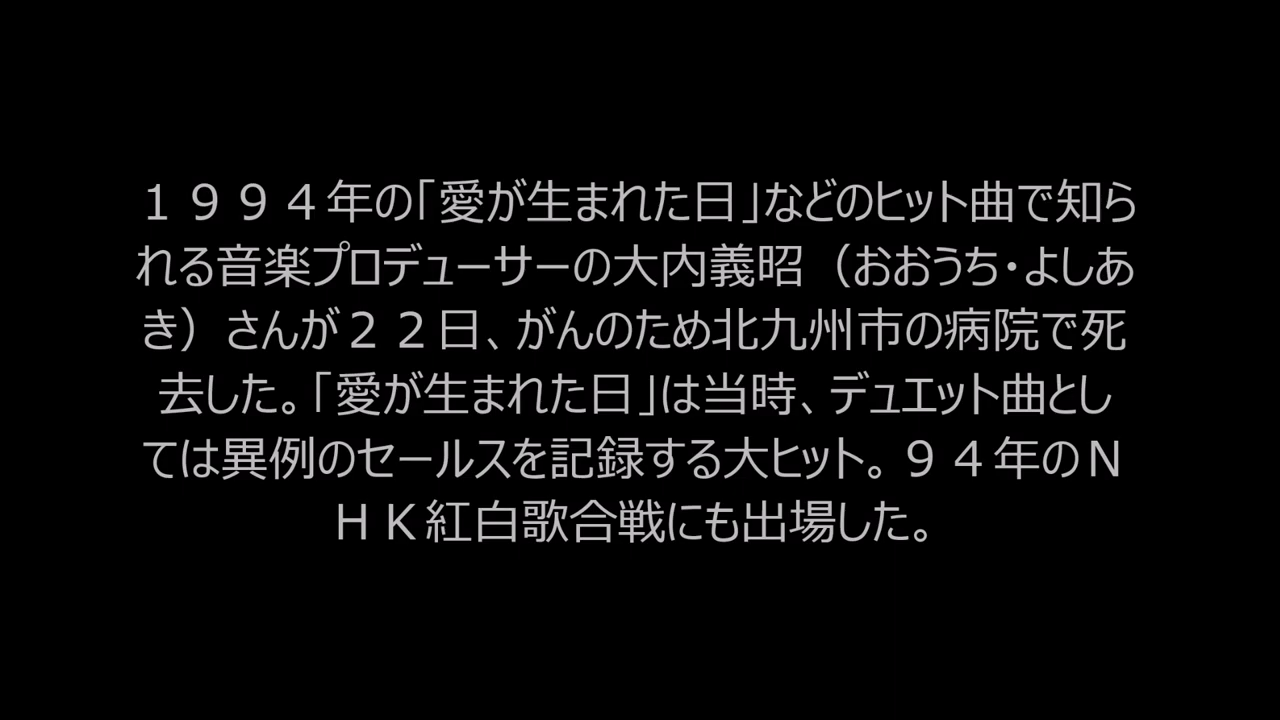 １９９４年の「愛が生まれた日」などのヒット曲で知ら
れる音楽プロデューサーの大内義昭（おおうち・よしあ
き）さんが２２日、がんのため北九州市の病院で死
去した。「愛が生まれた日」は当時、デュエット曲とし
ては異例のセールスを記録する大ヒット。９４年のＮ
ＨＫ紅白歌合戦にも出場した。